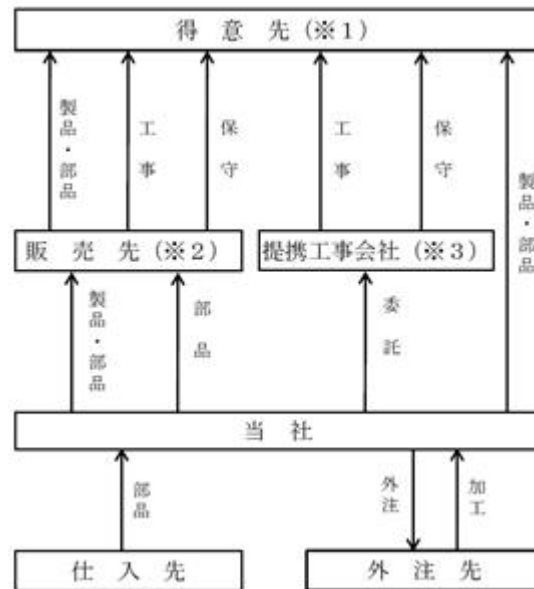 得意先(※1)
製品・部品
工事
保守
工事
保守
製品・部品
販売先(※2)
提携工事会社(※3)
製品・部品
部品
委託
当社
部品
外注
加工
仕入先
外注先